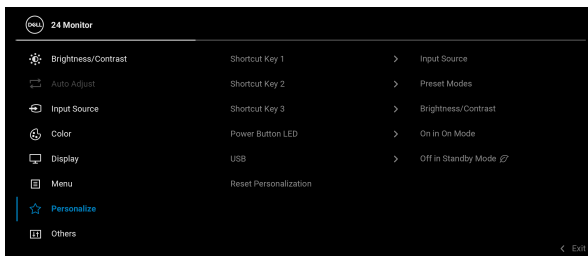 DELL 24 Monitor
Brightness/Contrast Shortcut Key 1 > Input Source
Auto Adjust Shortcut Key 2 > Preset Modes
Input Source Shortcut Key 3 > Brightness/Contrast
Color Power Button LED > On in On Mode
Display USB > Off in Standby Mode
Menu Reset Personalization
Personalize
Others
< Exit